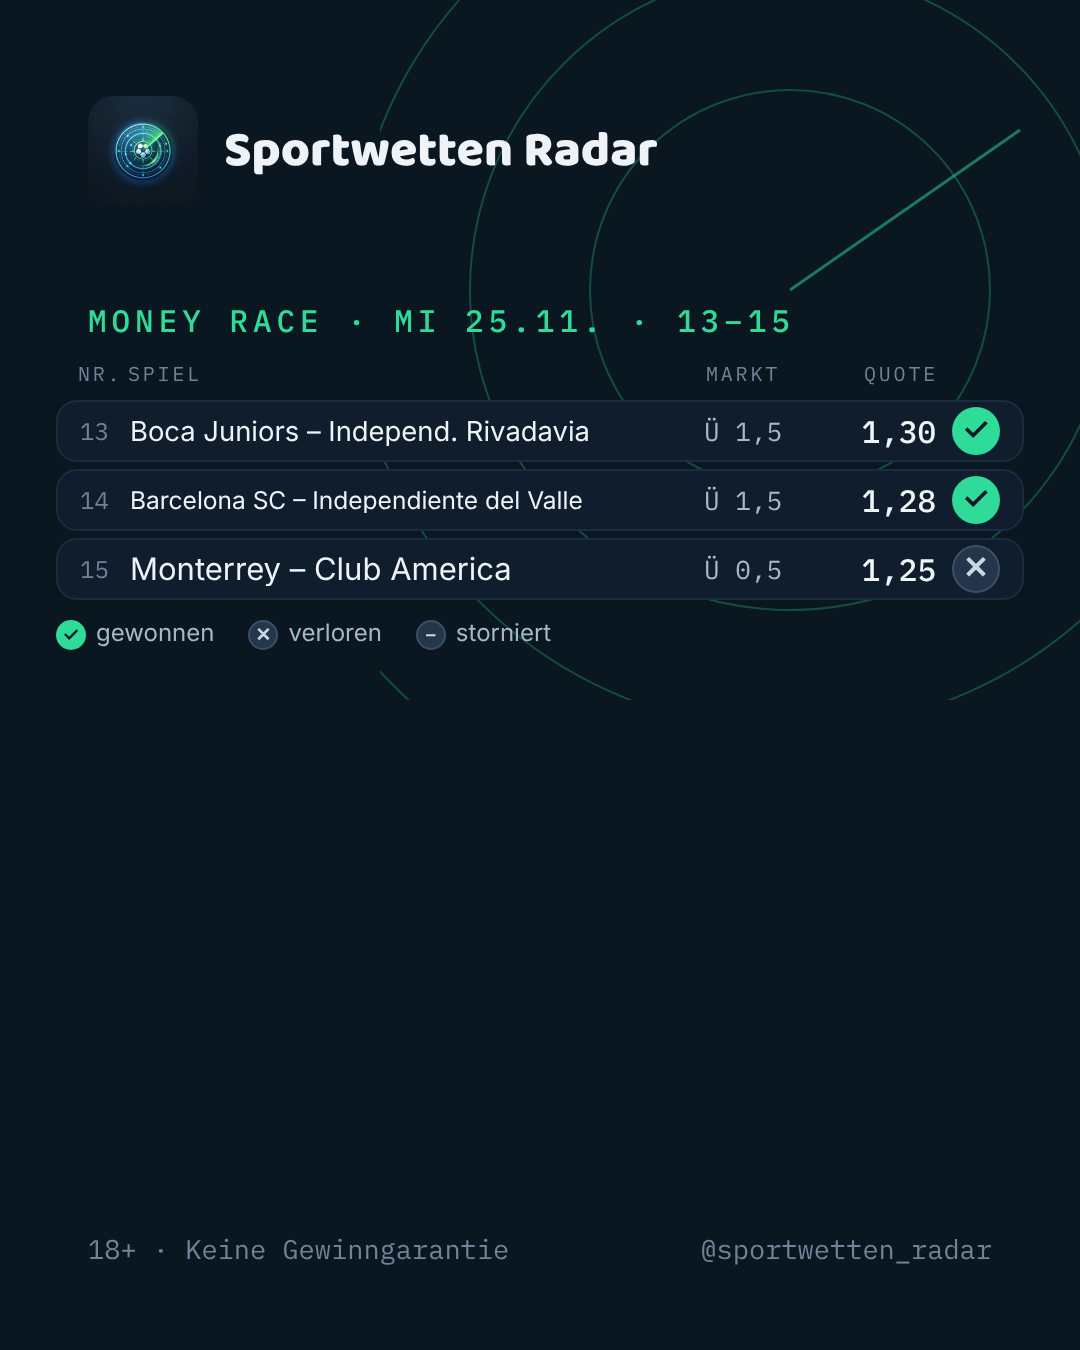 Sportwetten Radar
MONEY RACE · MI 25.11. · 13–15
NR. SPIEL MARKT QUOTE
13 Boca Juniors – Independ. Rivadavia Ü 1,5 1,30
14 Barcelona SC – Independiente del Valle Ü 1,5 1,28
15 Monterrey – Club America Ü 0,5 1,25
gewonnen verloren storniert
18+ · Keine Gewinngarantie @sportwetten_radar